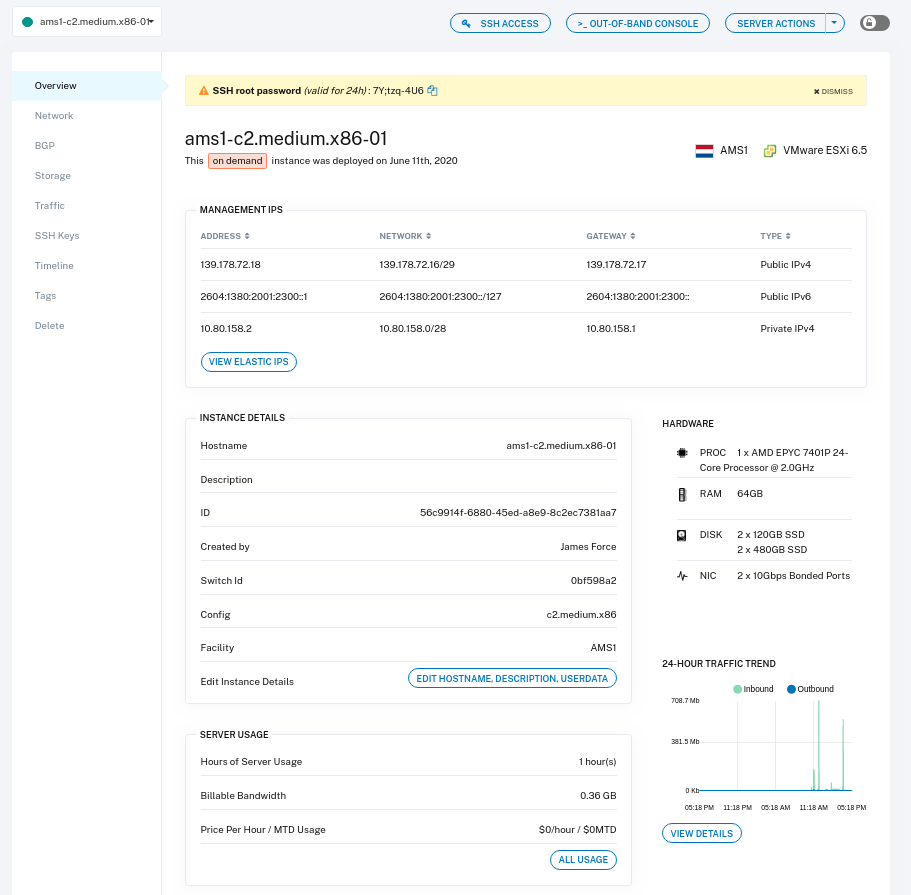 ams1-c2.medium.x86-01
SSH ACCESS
>_ OUT-OF-BAND CONSOLE
SERVER ACTIONS
Overview
Network
BGP
Storage
Traffic
SSH Keys
Timeline
Tags
Delete
SSH root password (valid for 24h) : 7Y;tzq-4U6
✖ DISMISS
ams1-c2.medium.x86-01
This on demand instance was deployed on June 11th, 2020
AMS1 VMware ESXi 6.5
MANAGEMENT IPS
ADDRESS NETWORK GATEWAY TYPE
139.178.72.18 139.178.72.16/29 139.178.72.17 Public IPv4
2604:1380:2001:2300::1 2604:1380:2001:2300::/127 2604:1380:2001:2300:: Public IPv6
10.80.158.2 10.80.158.0/28 10.80.158.1 Private IPv4
VIEW ELASTIC IPS
INSTANCE DETAILS
Hostname ams1-c2.medium.x86-01
Description
ID 56c9914f-6880-45ed-a8e9-8c2ec7381aa7
Created by James Force
Switch Id 0bf598a2
Config c2.medium.x86
Facility AMS1
Edit Instance Details EDIT HOSTNAME, DESCRIPTION, USERDATA
SERVER USAGE
Hours of Server Usage 1 hour(s)
Billable Bandwidth 0.36 GB
Price Per Hour / MTD Usage $0/hour / $0MTD
ALL USAGE
HARDWARE
PROC 1 x AMD EPYC 7401P 24-
Core Processor @ 2.0GHz
RAM 64GB
DISK 2 x 120GB SSD
2 x 480GB SSD
NIC 2 x 10Gbps Bonded Ports
24-HOUR TRAFFIC TREND
Inbound Outbound
708.7 Mb
381.5 Mb
0 Kb
05:18 PM 11:18 PM 05:18 AM 11:18 AM 05:18 PM
VIEW DETAILS